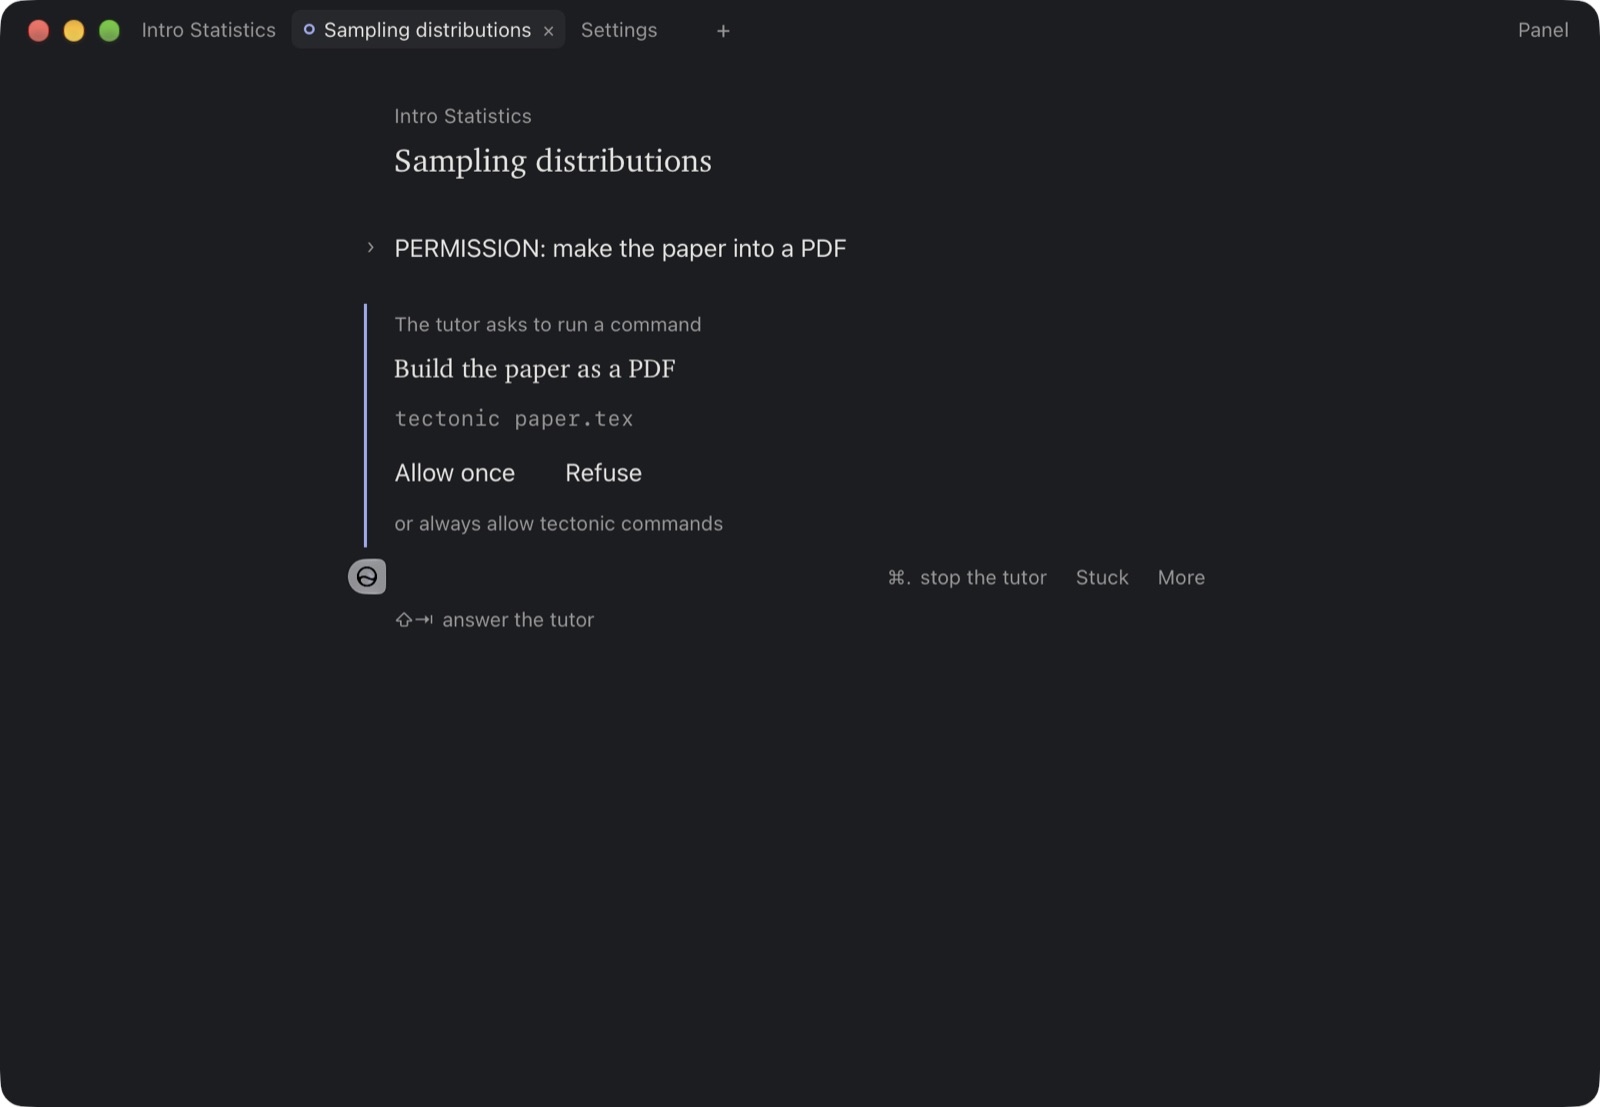 Intro Statistics
Sampling distributions ×
Settings
+
Panel
Intro Statistics
Sampling distributions
› PERMISSION: make the paper into a PDF
The tutor asks to run a command
Build the paper as a PDF
tectonic paper.tex
Allow once Refuse
or always allow tectonic commands
⌘. stop the tutor Stuck More
⇧⇥ answer the tutor